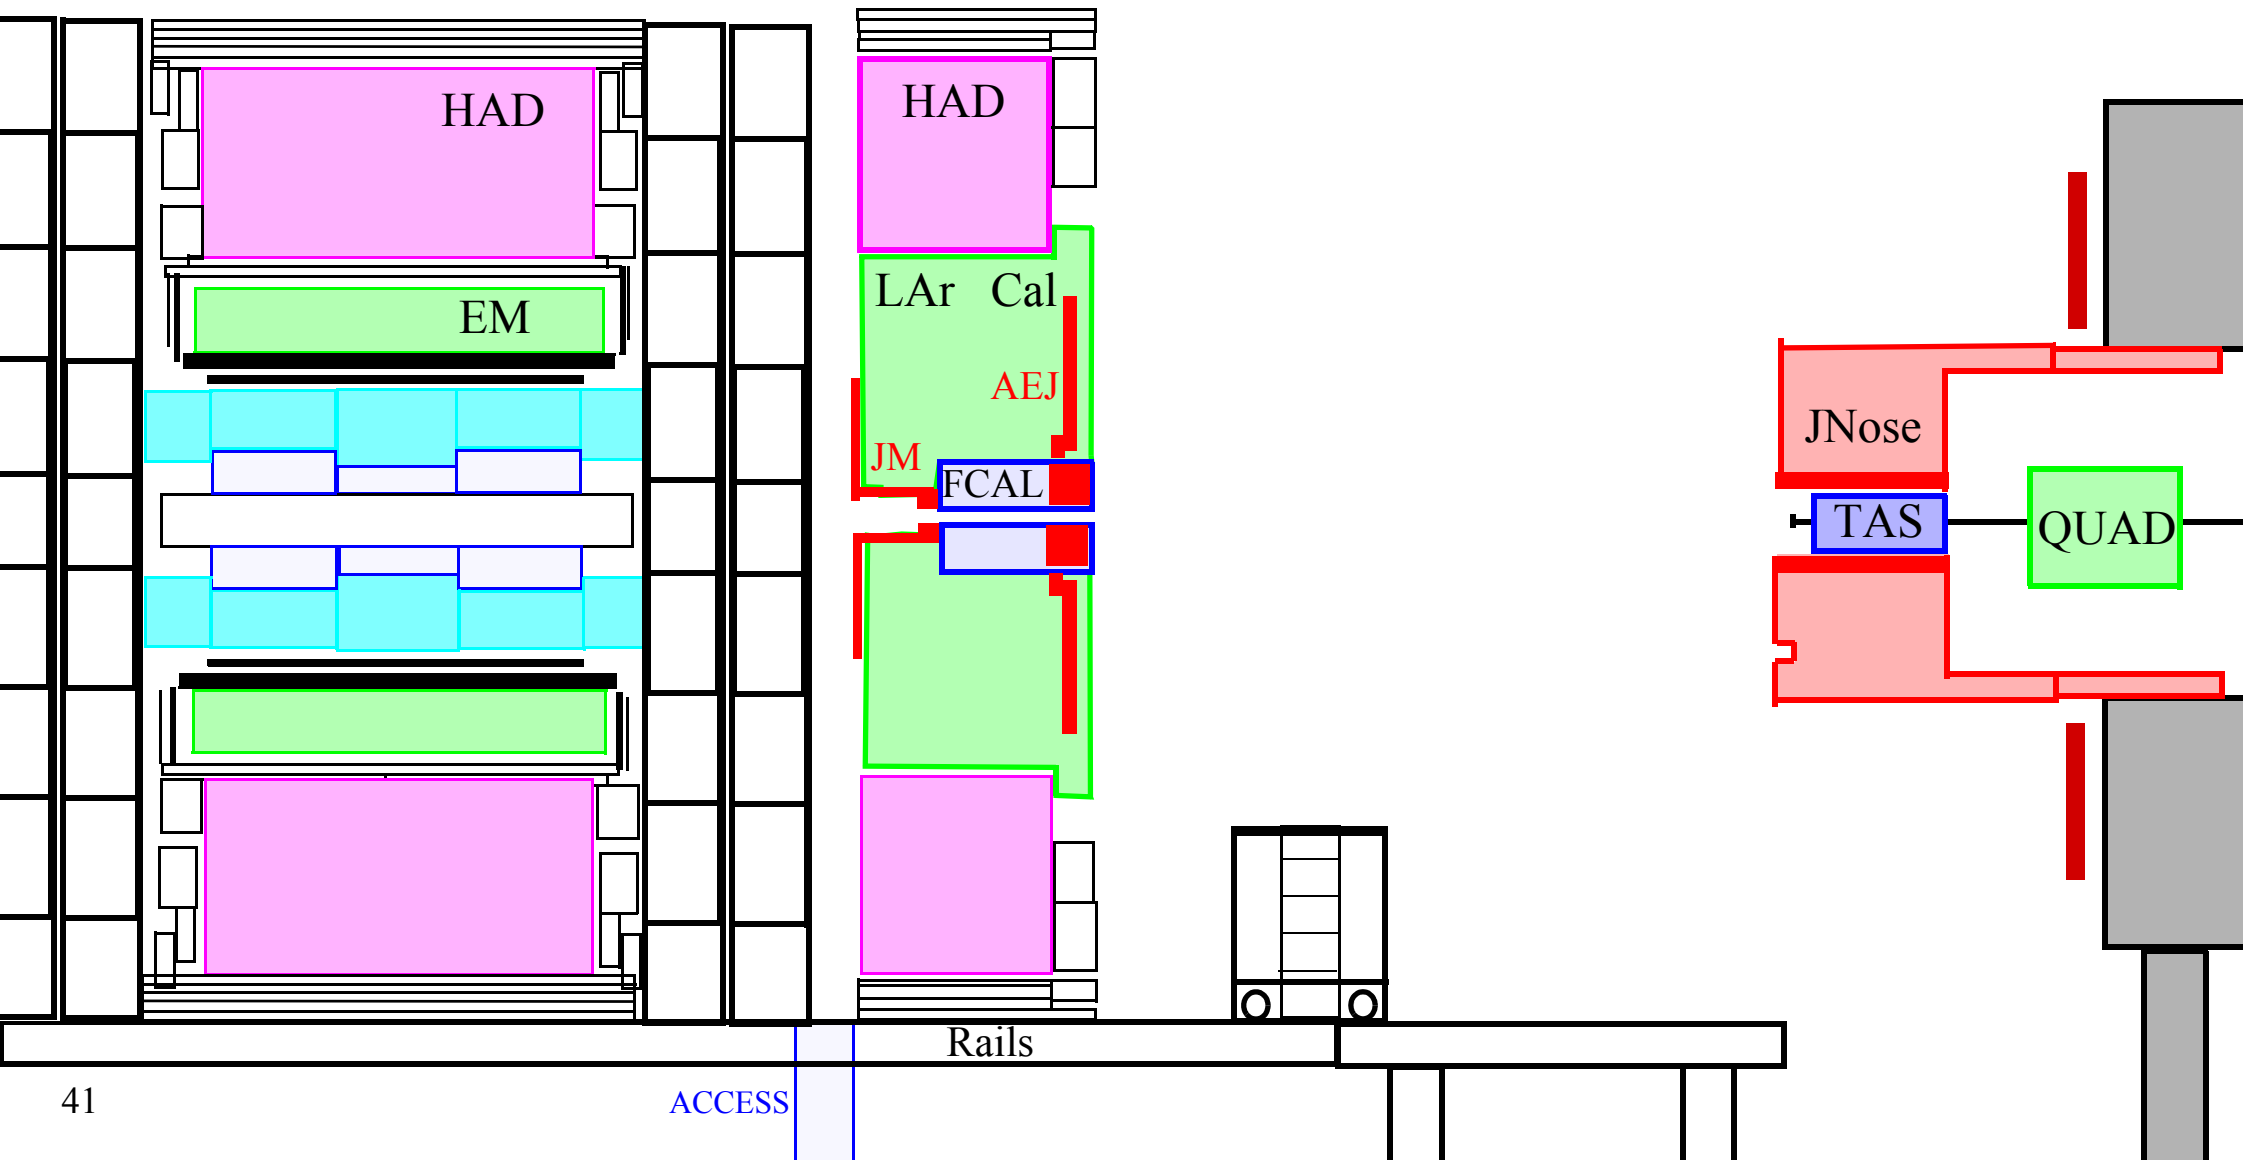 HAD
HAD
LAr Cal
EM
AEJ
JNose
JM
FCAL
TAS
QUAD
Rails
41
ACCESS